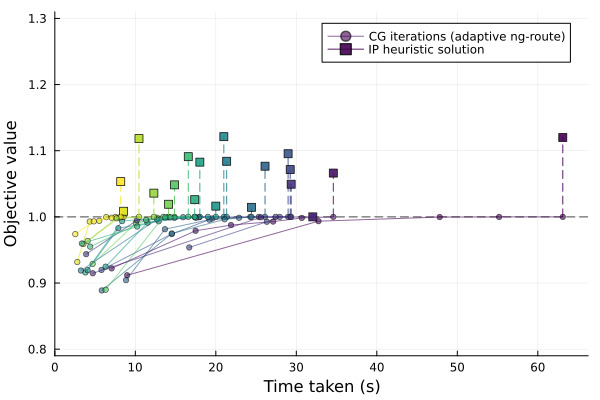 1.3
CG iterations (adaptive ng-route)
IP heuristic solution
1.2
Objective value
1.1
1.0
0.9
0.8
0 10 20 30 40 50 60
Time taken (s)